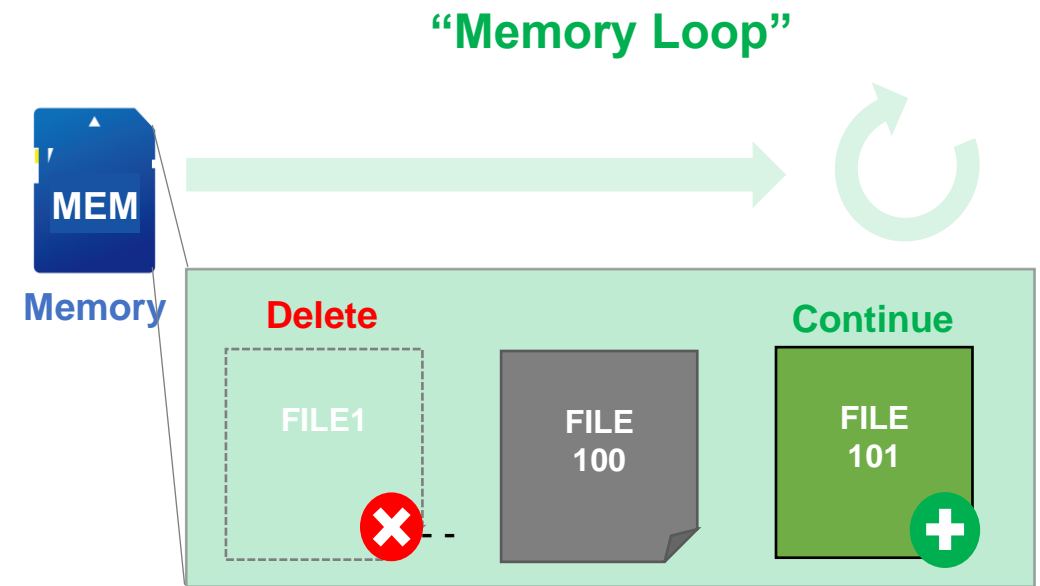 “Memory Loop”
MEM
Memory
Delete
Continue
FILE1
FILE
100
FILE
101
- -